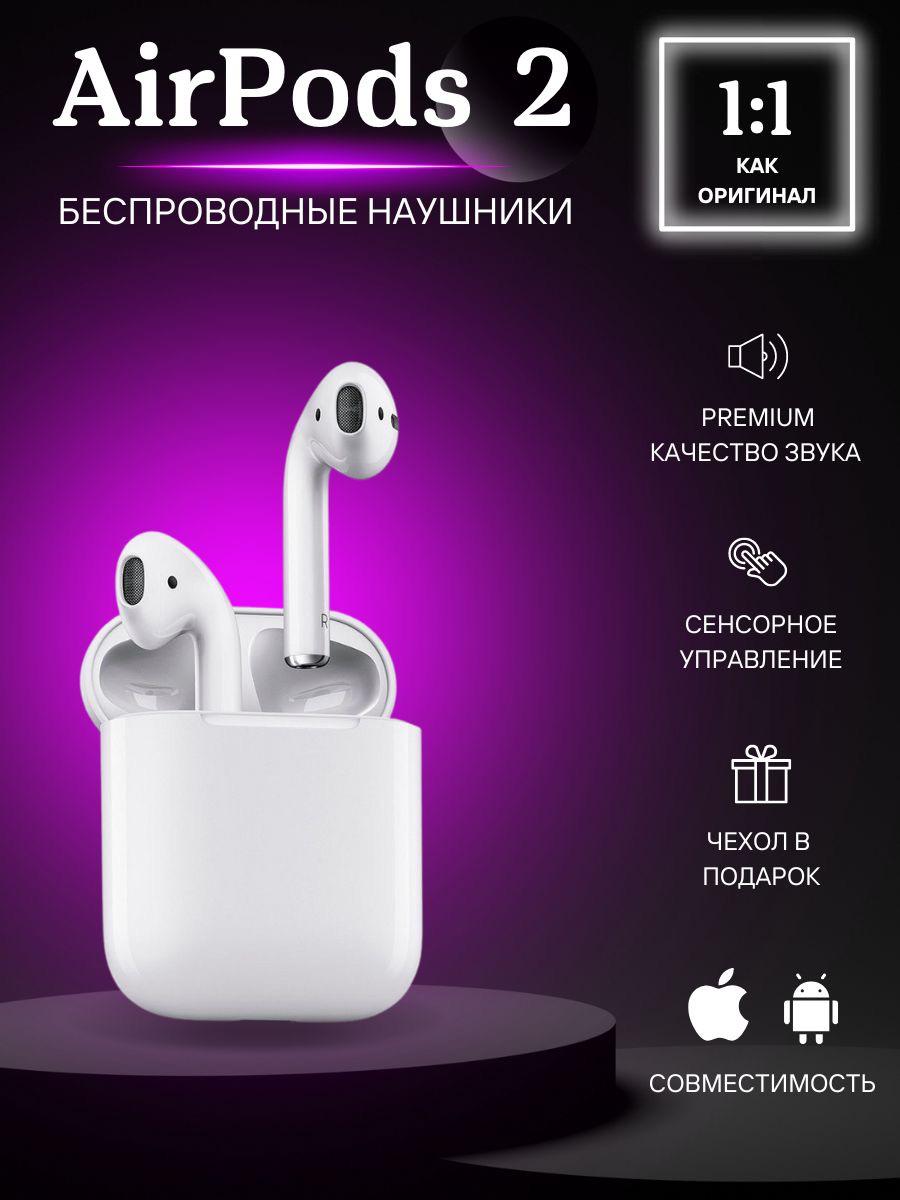 AirPods 2
БЕСПРОВОДНЫЕ НАУШНИКИ
1:1
КАК
ОРИГИНАЛ
PREMIUM
КАЧЕСТВО ЗВУКА
СЕНСОРНОЕ
УПРАВЛЕНИЕ
ЧЕХОЛ В
ПОДАРОК
СОВМЕСТИМОСТЬ
R